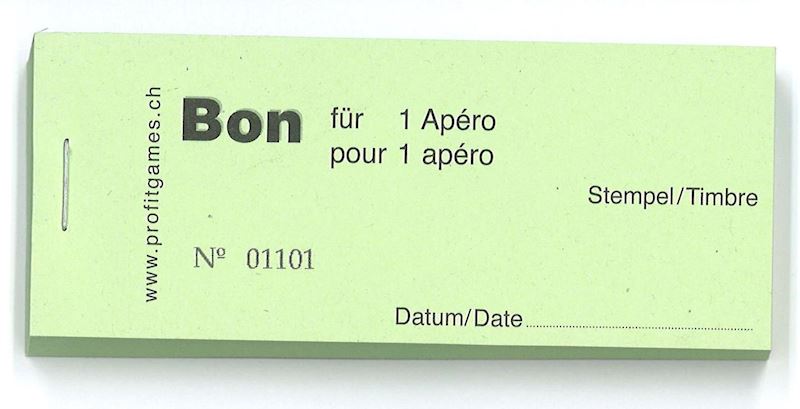 www.profitgames.ch
Bon für 1 Apéro
pour 1 apéro
Stempel/Timbre
Nº 01101
Datum/Date